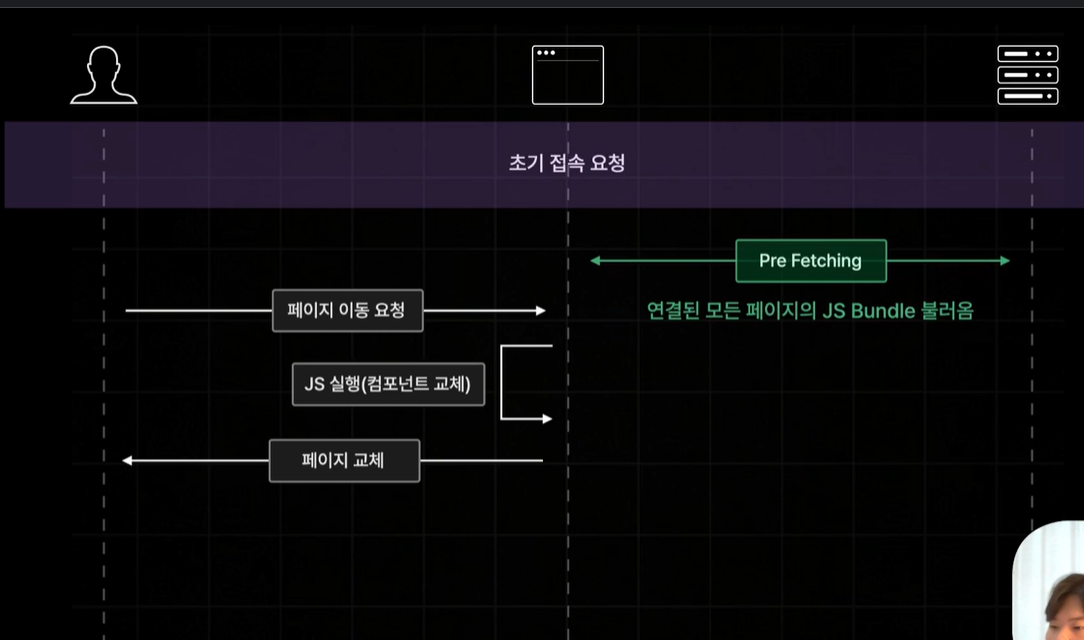 초기 접속 요청
Pre Fetching
연결된 모든 페이지의 JS Bundle 불러옴
페이지 이동 요청
JS 실행(컴포넌트 교체)
페이지 교체